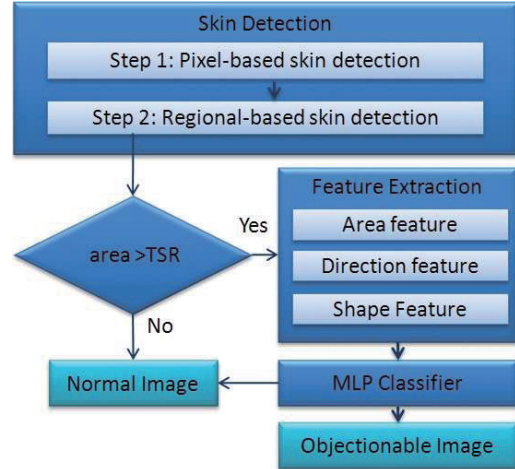 Skin Detection
Step 1: Pixel-based skin detection
Step 2: Regional-based skin detection
area >TSR
Yes
No
Feature Extraction
Area feature
Direction feature
Shape Feature
Normal Image
MLP Classifier
Objectionable Image